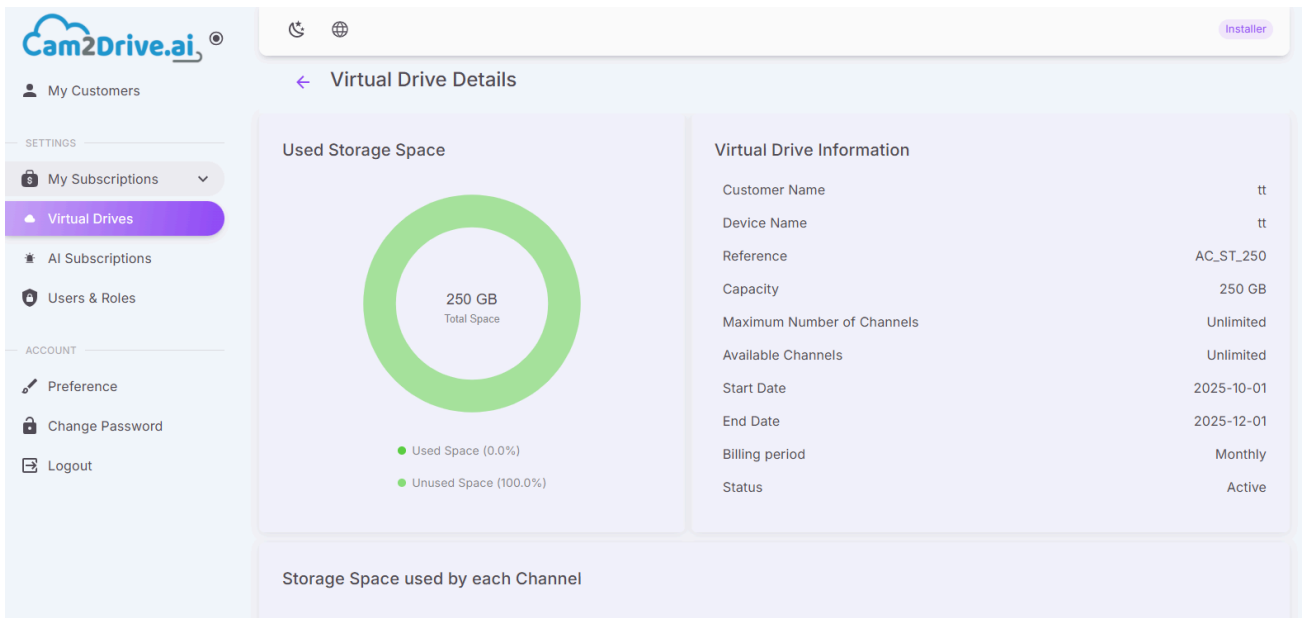 Cam2Drive.ai
My Customers
SETTINGS
My Subscriptions
Virtual Drives
AI Subscriptions
Users & Roles
ACCOUNT
Preference
Change Password
Logout
Installer
Virtual Drive Details
Used Storage Space
250 GB
Total Space
Used Space (0.0%)
Unused Space (100.0%)
Virtual Drive Information
Customer Name tt
Device Name tt
Reference AC_ST_250
Capacity 250 GB
Maximum Number of Channels Unlimited
Available Channels Unlimited
Start Date 2025-10-01
End Date 2025-12-01
Billing period Monthly
Status Active
Storage Space used by each Channel